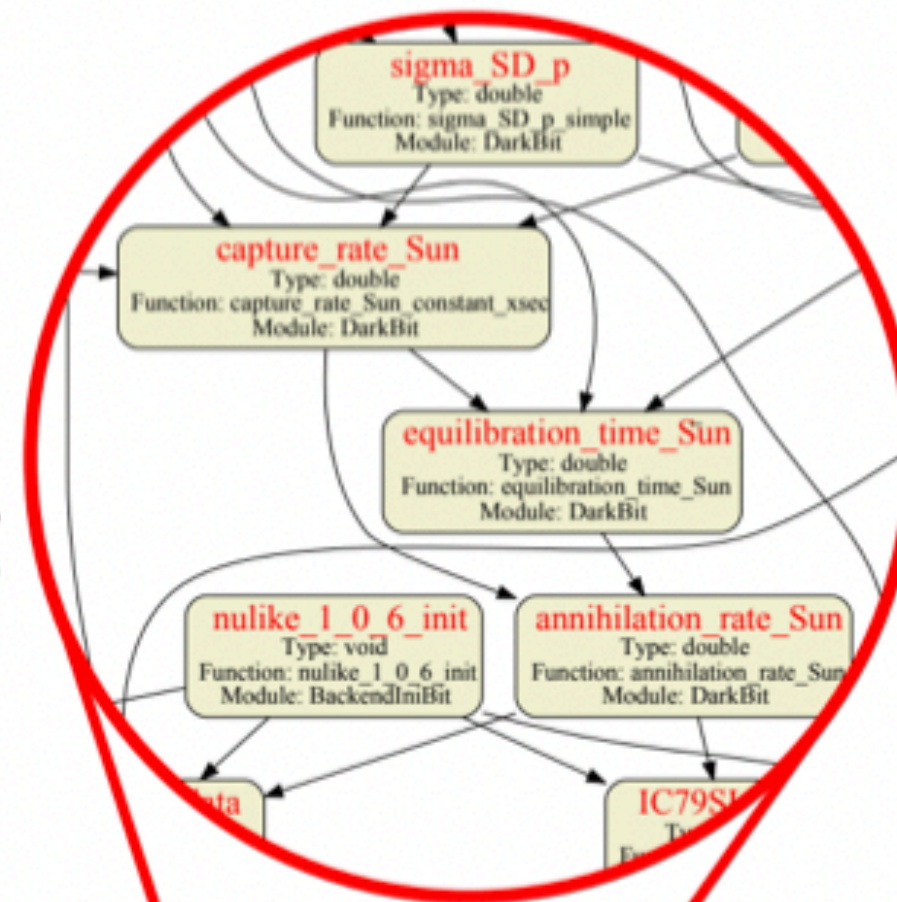 sigma_SD_p
Type: double
Function: sigma_SD_p_simple
Module: DarkBit
capture_rate_Sun
Type: double
Function: capture_rate_Sun_constant_xsec
Module: DarkBit
equilibration_time_Sun
Type: double
Function: equilibration_time_Sun
Module: DarkBit
nulike_1_0_6_init
Type: void
Function: nulike_1_0_6_init
Module: BackendIniBit
annihilation_rate_Sun
Type: double
Function: annihilation_rate_Sun
Module: DarkBit